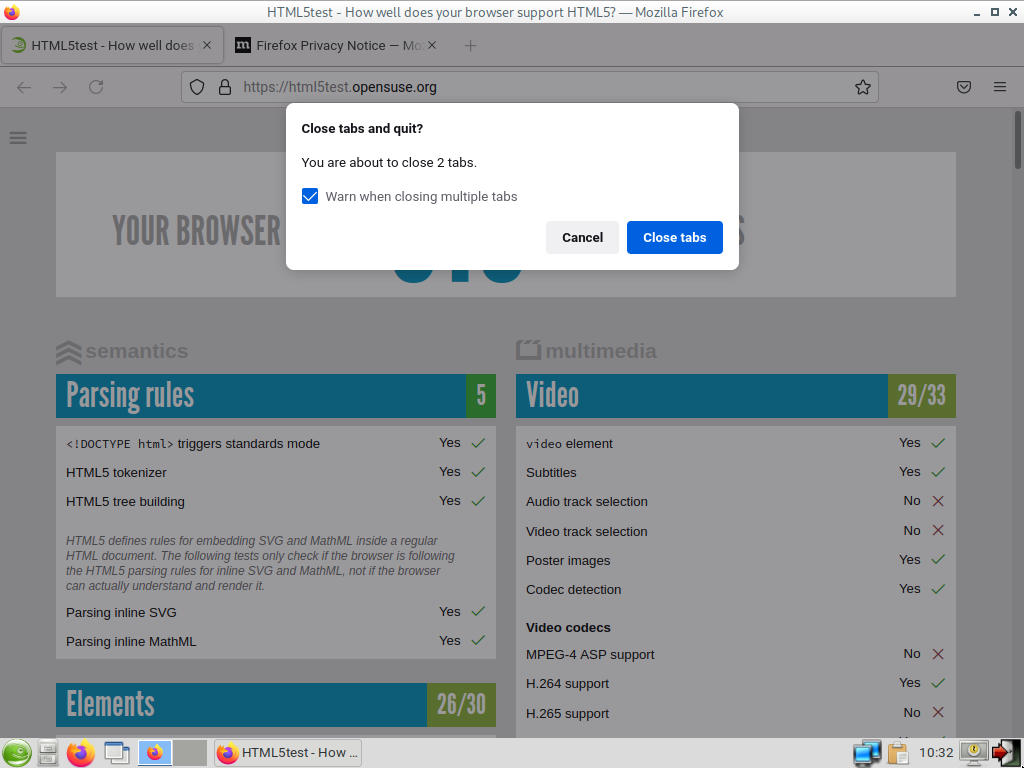 HTML5test - How well does your browser support HTML5? — Mozilla Firefox
HTML5test - How well does
Firefox Privacy Notice — Mo
https://html5test.opensuse.org
Close tabs and quit?
You are about to close 2 tabs.
Warn when closing multiple tabs
Cancel
Close tabs
YOUR BROWSER
semantics
Parsing rules 5
<!DOCTYPE html> triggers standards mode Yes
HTML5 tokenizer Yes
HTML5 tree building Yes
HTML5 defines rules for embedding SVG and MathML inside a regular
HTML document. The following tests only check if the browser is following
the HTML5 parsing rules for inline SVG and MathML, not if the browser
can actually understand and render it.
Parsing inline SVG Yes
Parsing inline MathML Yes
Elements 26/30
multimedia
Video 29/33
video element Yes
Subtitles Yes
Audio track selection No
Video track selection No
Poster images Yes
Codec detection Yes
Video codecs
MPEG-4 ASP support No
H.264 support Yes
H.265 support No
HTML5test - How ...
10:32